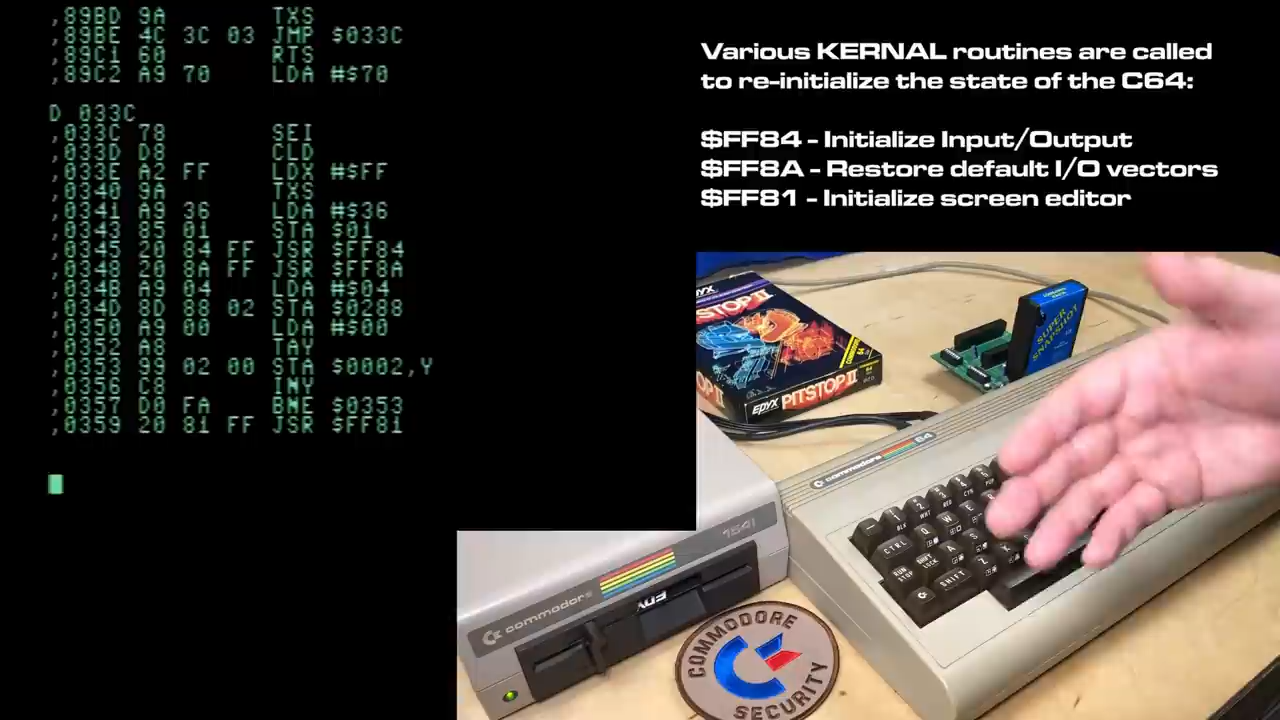 ,89BD 9A TXS
,89BE 4C 3C 03 JMP $033C
,89C1 60 RTS
,89C2 A9 70 LDA #$70
D 033C
,033C 78 SEI
,033D D8 CLD
,033E A2 FF LDX #$FF
,0340 9A TXS
,0341 A9 36 LDA #$36
,0343 85 01 STA $01
,0345 20 84 FF JSR $FF84
,0348 20 8A FF JSR $FF8A
,034B A9 04 LDA #$04
,034D 8D 88 02 STA $0288
,0350 A9 00 LDA #$00
,0352 A8 TAY
,0353 99 02 00 STA $0002,Y
,0356 C8 INY
,0357 D0 FA BNE $0353
,0359 20 81 FF JSR $FF81
Various KERNAL routines are called
to re-initialize the state of the C64:
$FF84 - Initialize Input/Output
$FF8A - Restore default I/O vectors
$FF81 - Initialize screen editor
EPYX
PITSTOP II
SUPER
SNAPSHOT
commodore 64
CTRL
Q
W
E
RUN
STOP
SHIFT
LOCK
A
S
SHIFT
Z
X
commodore
1541
COMMODORE
SECURITY